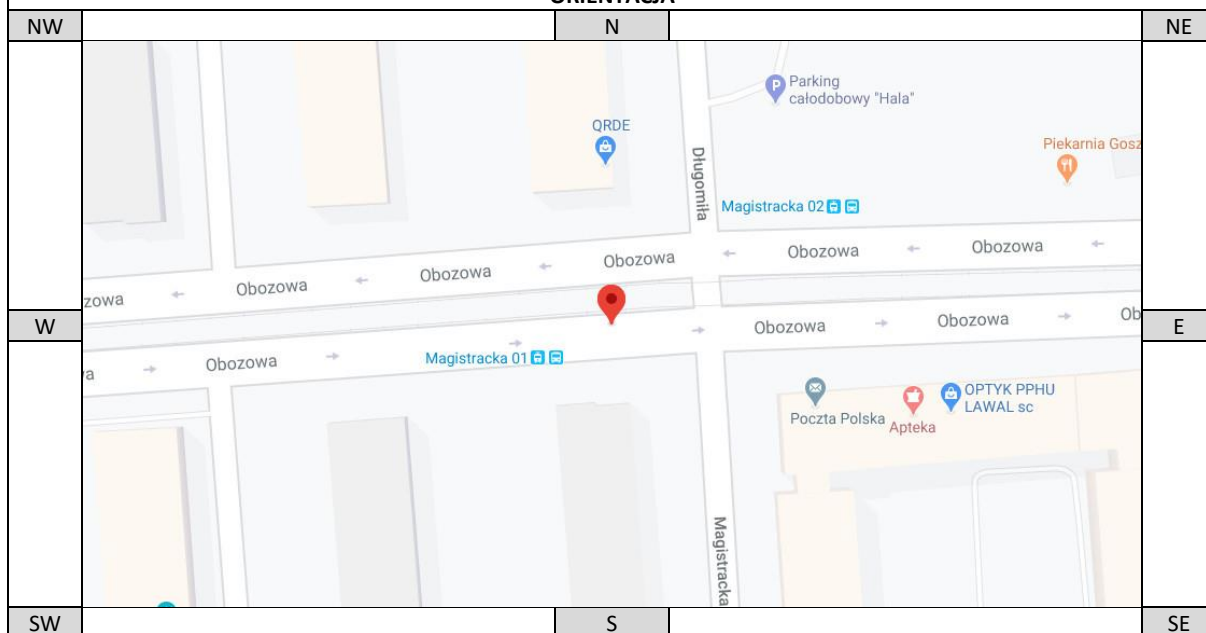 ORIENTACJA
NW
N
NE
Parking
całodobowy "Hala"
QRDE
Piekarnia Gosz
Długomiła
Magistracka 02
Obozowa
Obozowa
Obozowa
Obozowa
Obozowa
zowa
W
E
Obozowa
Obozowa
Ob
Obozowa
Magistracka 01
a
OPTYK PPHU
LAWAL sc
Poczta Polska
Apteka
Magistracka
SW
S
SE